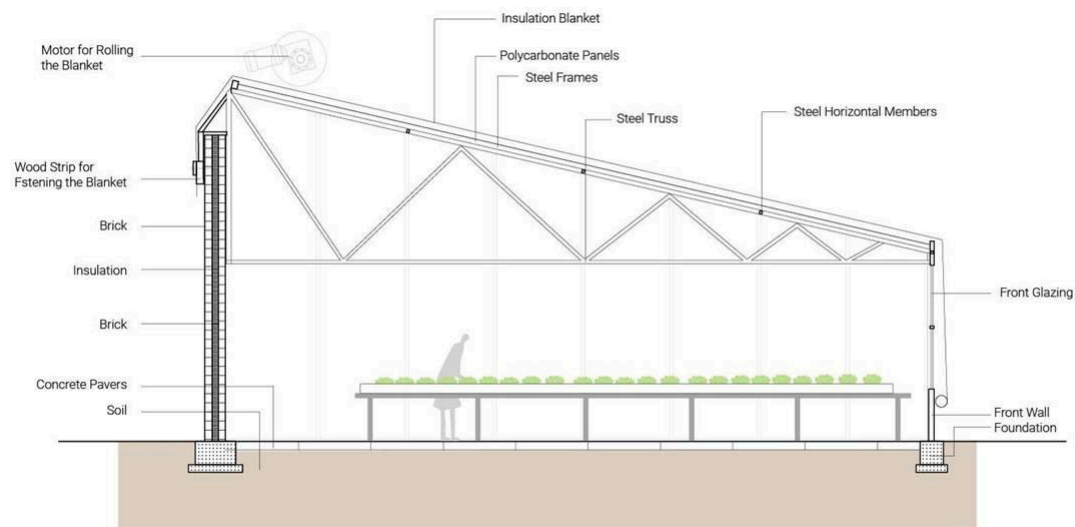 Insulation Blanket
Motor for Rolling
the Blanket
Polycarbonate Panels
Steel Frames
Steel Truss
Steel Horizontal Members
Wood Strip for
Fstening the Blanket
Brick
Insulation
Brick
Front Glazing
Concrete Pavers
Soil
Front Wall
Foundation